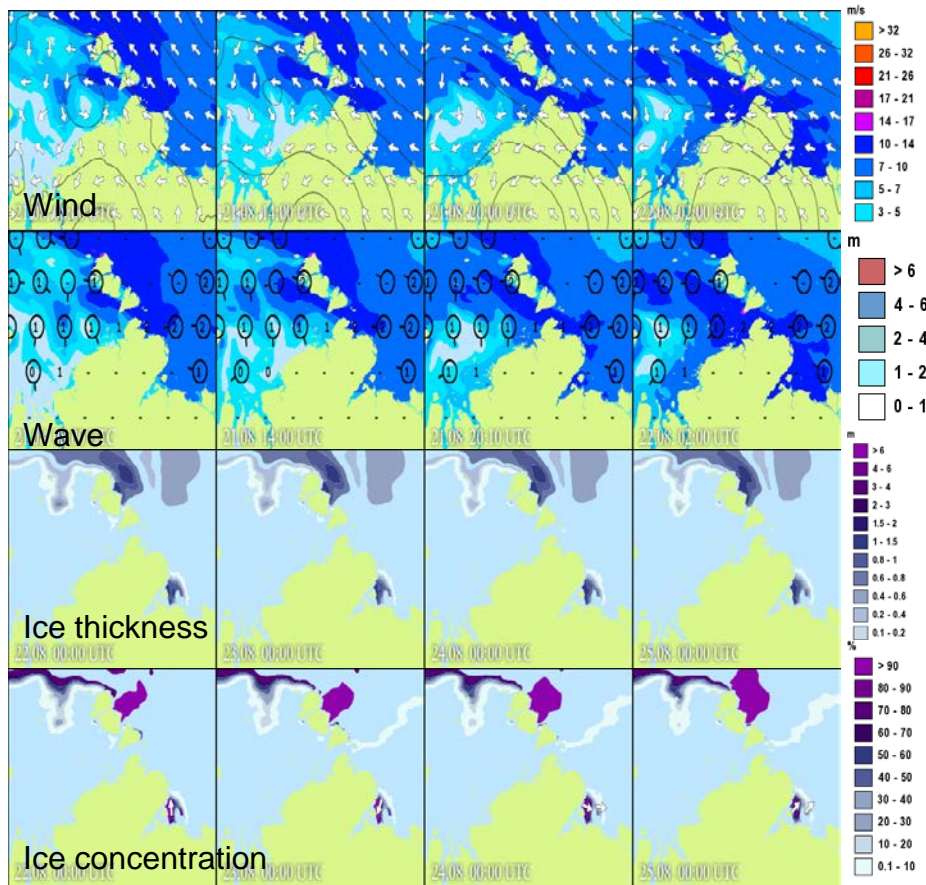 m/s
> 32
26 - 32
21 - 26
17 - 21
14 - 17
10 - 14
7 - 10
5 - 7
3 - 5
Wind
21.08 14:00 UTC
21.08 20:00 UTC
22.08 02:00 UTC
m
> 6
4 - 6
2 - 4
1 - 2
0 - 1
Wave
21.08 14:00 UTC
21.08 20:10 UTC
22.08 02:00 UTC
m
> 6
4 - 6
3 - 4
2 - 3
1.5 - 2
1 - 1.5
0.8 - 1
0.6 - 0.8
0.4 - 0.6
0.2 - 0.4
0.1 - 0.2
Ice thickness
22.08 00:00 UTC
23.08 00:00 UTC
24.08 00:00 UTC
25.08 00:00 UTC
%
> 90
80 - 90
70 - 80
60 - 70
50 - 60
40 - 50
30 - 40
20 - 30
10 - 20
0.1 - 10
Ice concentration
22.08 00:00 UTC
23.08 00:00 UTC
24.08 00:00 UTC
25.08 00:00 UTC